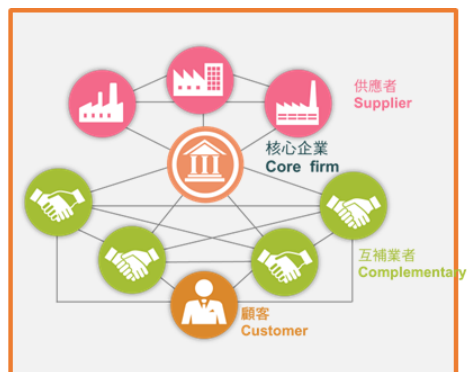 供應者
Supplier
核心企業
Core firm
互補業者
Complementary
顧客
Customer